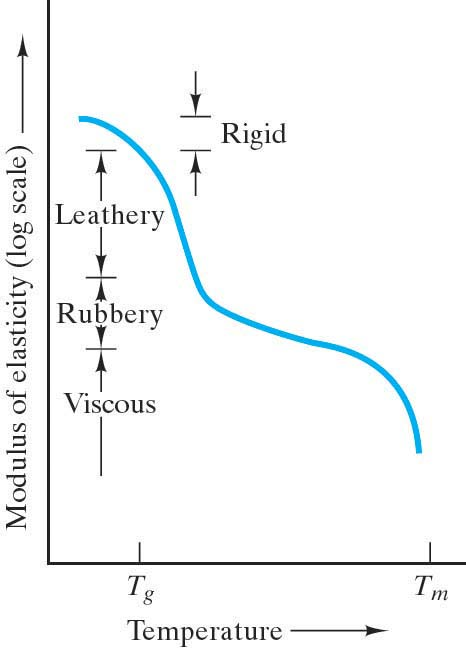 Modulus of elasticity (log scale)
Rigid
Leathery
Rubbery
Viscous
Tg
Tm
Temperature